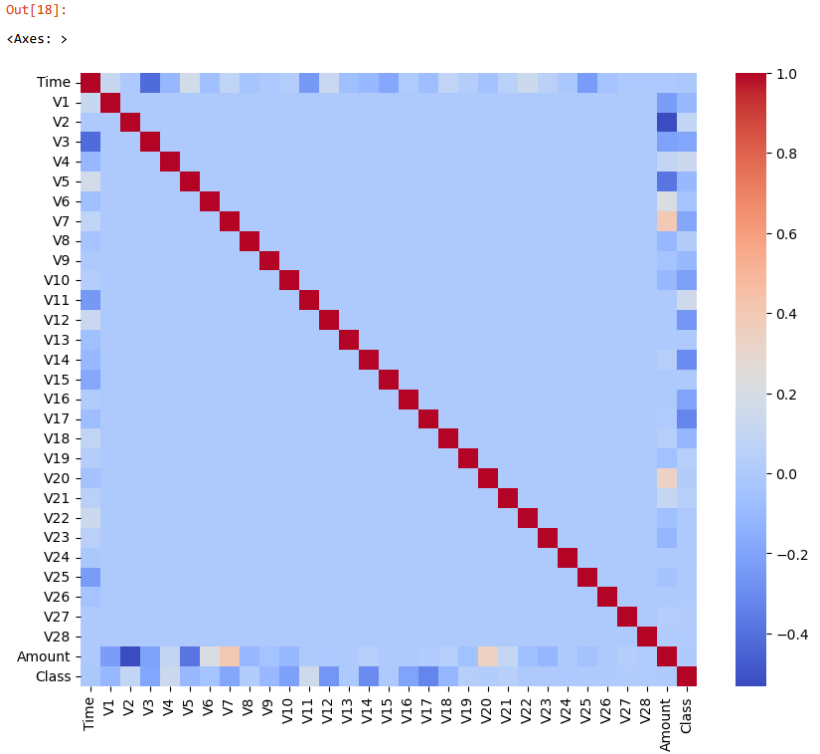 Out[18]:
<Axes: >
Time
V1
V2
V3
V4
V5
V6
V7
V8
V9
V10
V11
V12
V13
V14
V15
V16
V17
V18
V19
V20
V21
V22
V23
V24
V25
V26
V27
V28
Amount
Class
Time V1 V2 V3 V4 V5 V6 V7 V8 V9 V10 V11 V12 V13 V14 V15 V16 V17 V18 V19 V20 V21 V22 V23 V24 V25 V26 V27 V28 Amount Class
1.0
0.8
0.6
0.4
0.2
0.0
−0.2
−0.4